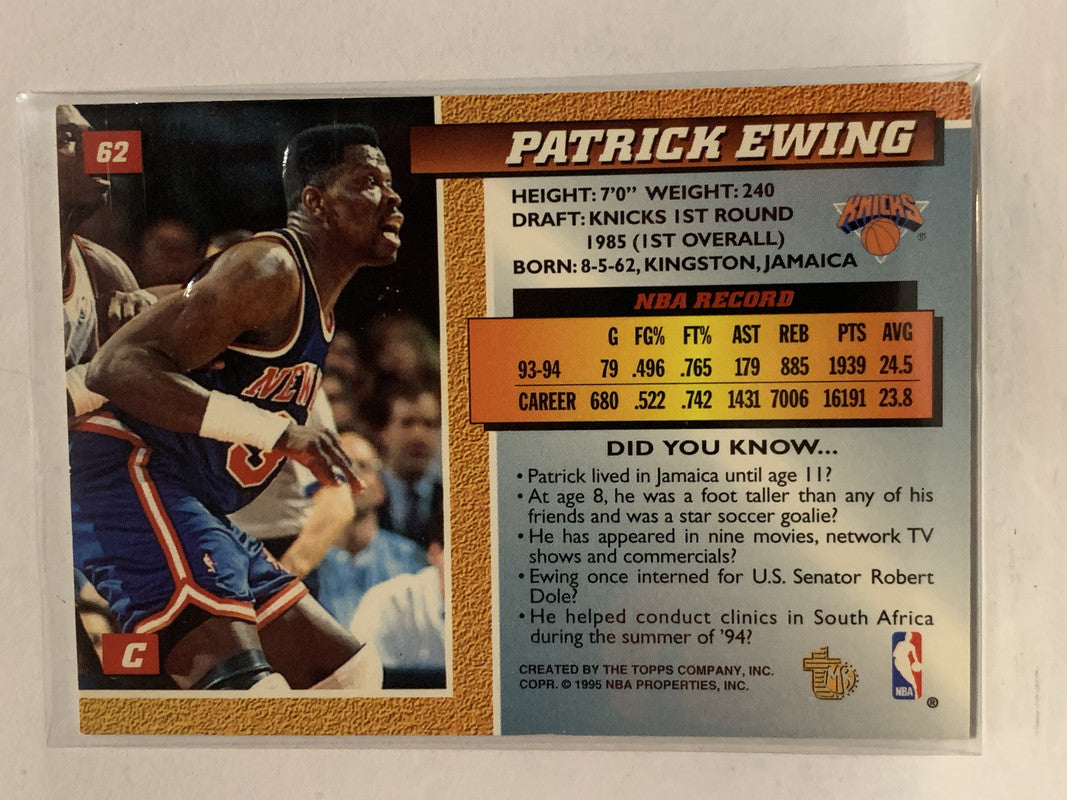 62
PATRICK EWING
HEIGHT: 7'0" WEIGHT: 240
DRAFT: KNICKS 1ST ROUND
1985 (1ST OVERALL)
BORN: 8-5-62, KINGSTON, JAMAICA
KNICKS
®
NBA RECORD
G FG% FT% AST REB PTS AVG
93-94 79 .496 .765 179 885 1939 24.5
CAREER 680 .522 .742 1431 7006 16191 23.8
DID YOU KNOW...
• Patrick lived in Jamaica until age 11?
• At age 8, he was a foot taller than any of his
friends and was a star soccer goalie?
• He has appeared in nine movies, network TV
shows and commercials?
• Ewing once interned for U.S. Senator Robert
Dole?
• He helped conduct clinics in South Africa
during the summer of '94?
CREATED BY THE TOPPS COMPANY, INC.
COPR. © 1995 NBA PROPERTIES, INC.
NBA
®
NEW
3
C